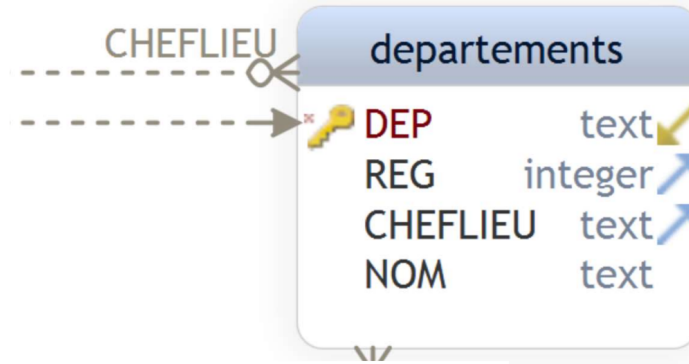 CHEFLIEU
departements
DEP text
REG integer
CHEFLIEU text
NOM text